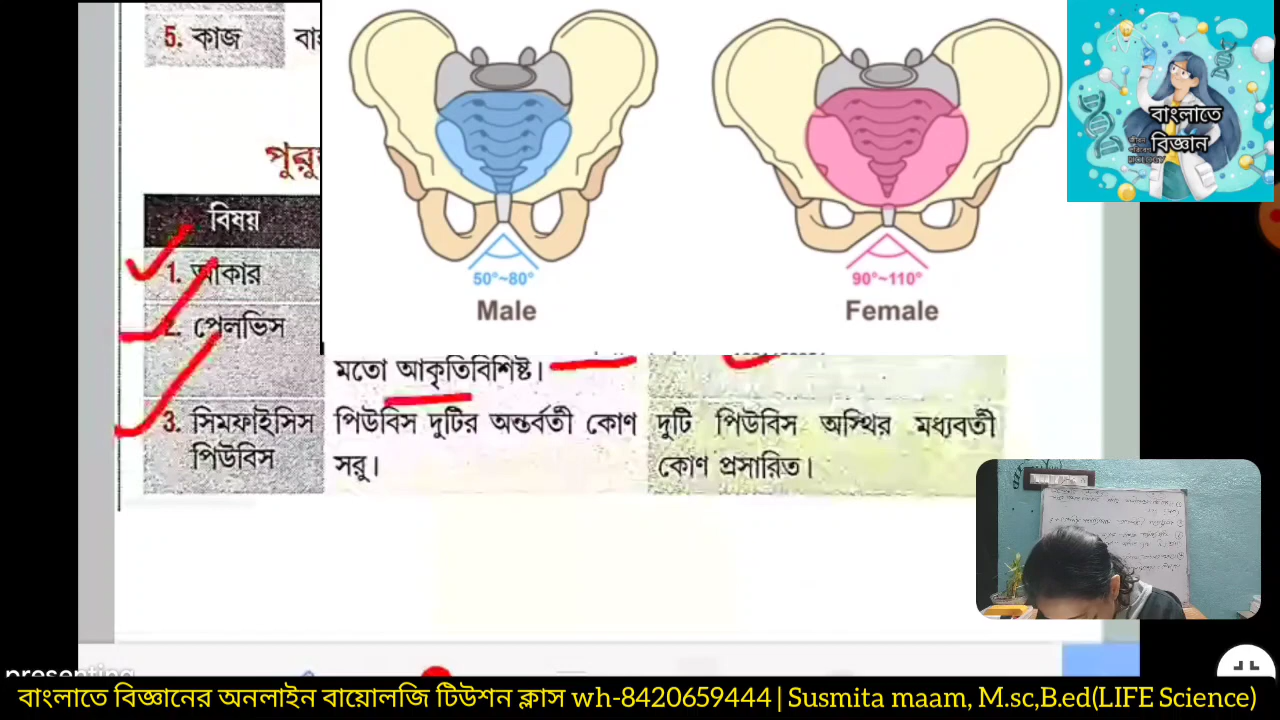 5. কাজ
পুরু
বিষয়
1. আকার
2. পেলভিস
50°~80°
Male
90°~110°
Female
বাংলাতে
বিজ্ঞান
মতো আকৃতিবিশিষ্ট।
3. সিমফাইসিস পিউবিস
পিউবিস দুটির অন্তর্বর্তী কোণ
সরু।
দুটি পিউবিস অস্থির মধ্যবর্তী
কোণ প্রসারিত।
presenting
বাংলাতে বিজ্ঞানের অনলাইন বায়োলজি টিউশন ক্লাস wh-8420659444 | Susmita maam, M.sc,B.ed(LIFE Science)